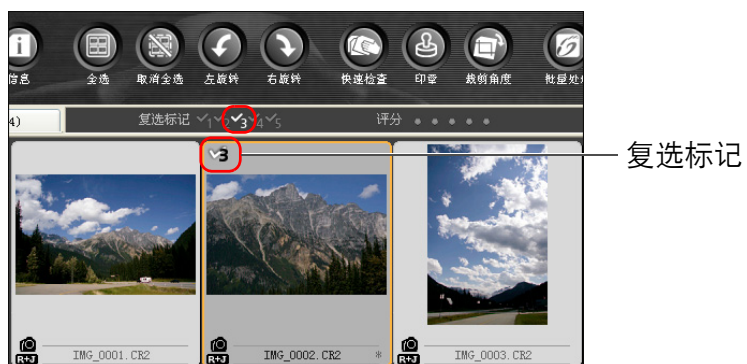 信息 全选 取消全选 左旋转 右旋转 快速检查 印章 裁剪角度 批量处
4) 复选标记 1 2 3 4 5 评分
3
复选标记
R+J IMG_0001.CR2 R+J IMG_0002.CR2 * R+J IMG_0003.CR2